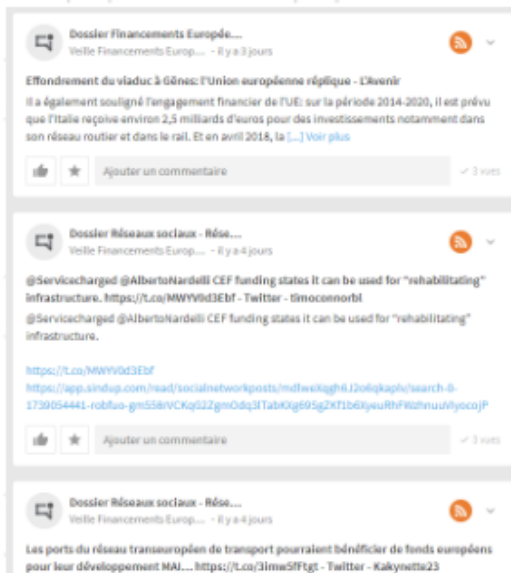 Dossier Financements Europée...
Veille Financements Europ... - il y a 3 jours
Effondrement du viaduc à Gênes: l'Union européenne réplique - L'Avenir
Il a également souligné l'engagement financier de l'UE: sur la période 2014-2020, il est prévu
que l'Italie reçoive environ 2,5 milliards d'euros pour des investissements notamment dans
son réseau routier et dans le rail. Et en avril 2018, la [...] Voir plus
Ajouter un commentaire
3 vues
Dossier Réseaux sociaux - Rése...
Veille Financements Europ... - il y a 4 jours
@Servicecharged @AlbertoNardelli CEF funding states it can be used for "rehabilitating"
infrastructure. https://t.co/MWYV0d3Ebf - Twitter - timoconnorbl
@Servicecharged @AlbertoNardelli CEF funding states it can be used for "rehabilitating"
infrastructure.
https://t.co/MWYV0d3Ebf
Ajouter un commentaire
3 vues
Dossier Réseaux sociaux - Rése...
Veille Financements Europ... - il y a 4 jours
Les ports du réseau transeuropéen de transport pourraient bénéficier de fonds européens
pour leur développement MAI... https://t.co/3imw5fFtgt - Twitter - Kakynette23